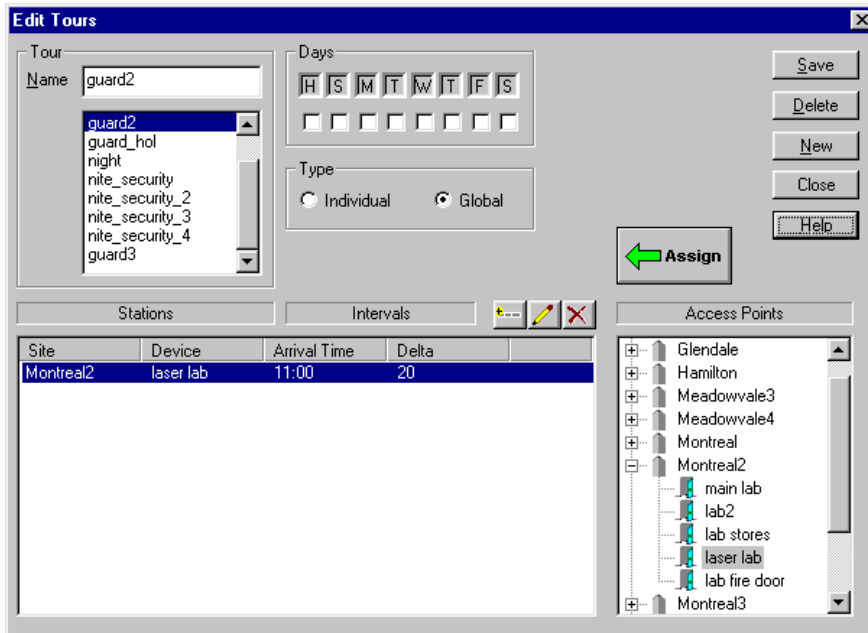 Edit Tours
Tour
Name guard2
guard2
guard_hol
night
nite_security
nite_security_2
nite_security_3
nite_security_4
guard3
Days
H S M T W T F S
Type
Individual Global
Save
Delete
New
Close
Help
Assign
Stations Intervals
t--
Access Points
Site Device Arrival Time Delta
Montreal2 laser lab 11:00 20
Glendale
Hamilton
Meadowvale3
Meadowvale4
Montreal
Montreal2
main lab
lab2
lab stores
laser lab
lab fire door
Montreal3